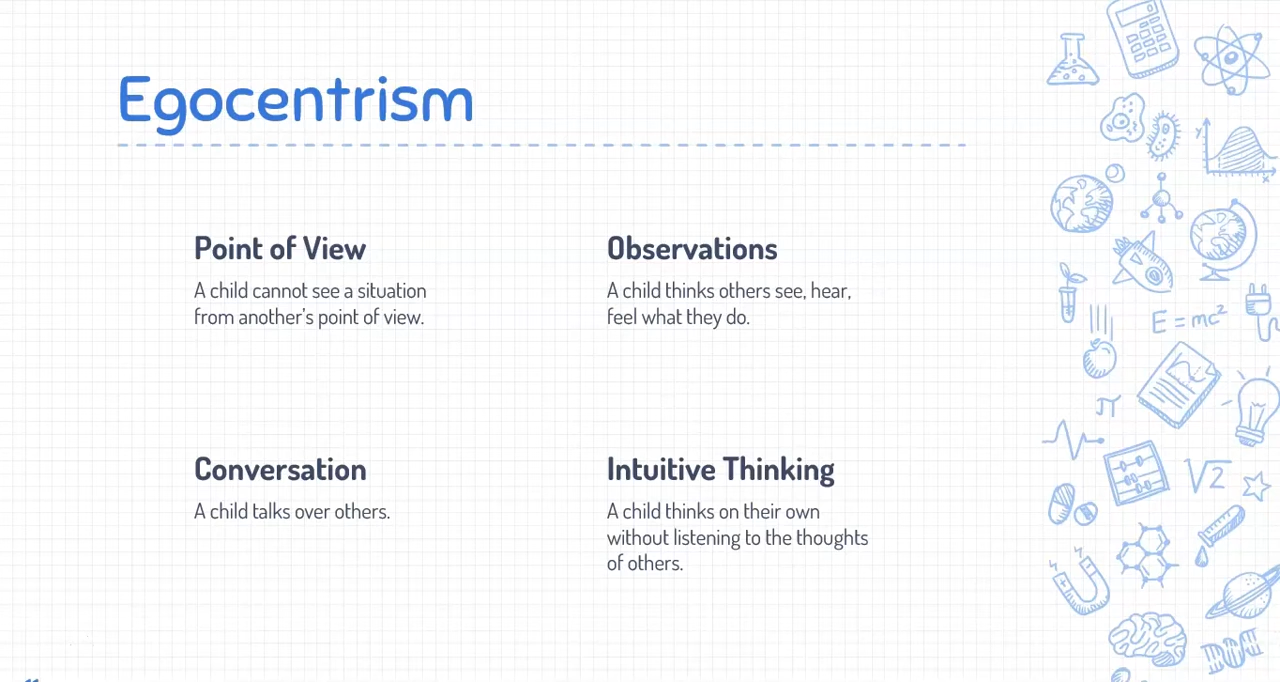 Egocentrism
Point of View
A child cannot see a situation
from another's point of view.
Observations
A child thinks others see, hear,
feel what they do.
Conversation
A child talks over others.
Intuitive Thinking
A child thinks on their own
without listening to the thoughts
of others.
y
x
E=mc²
π
√2